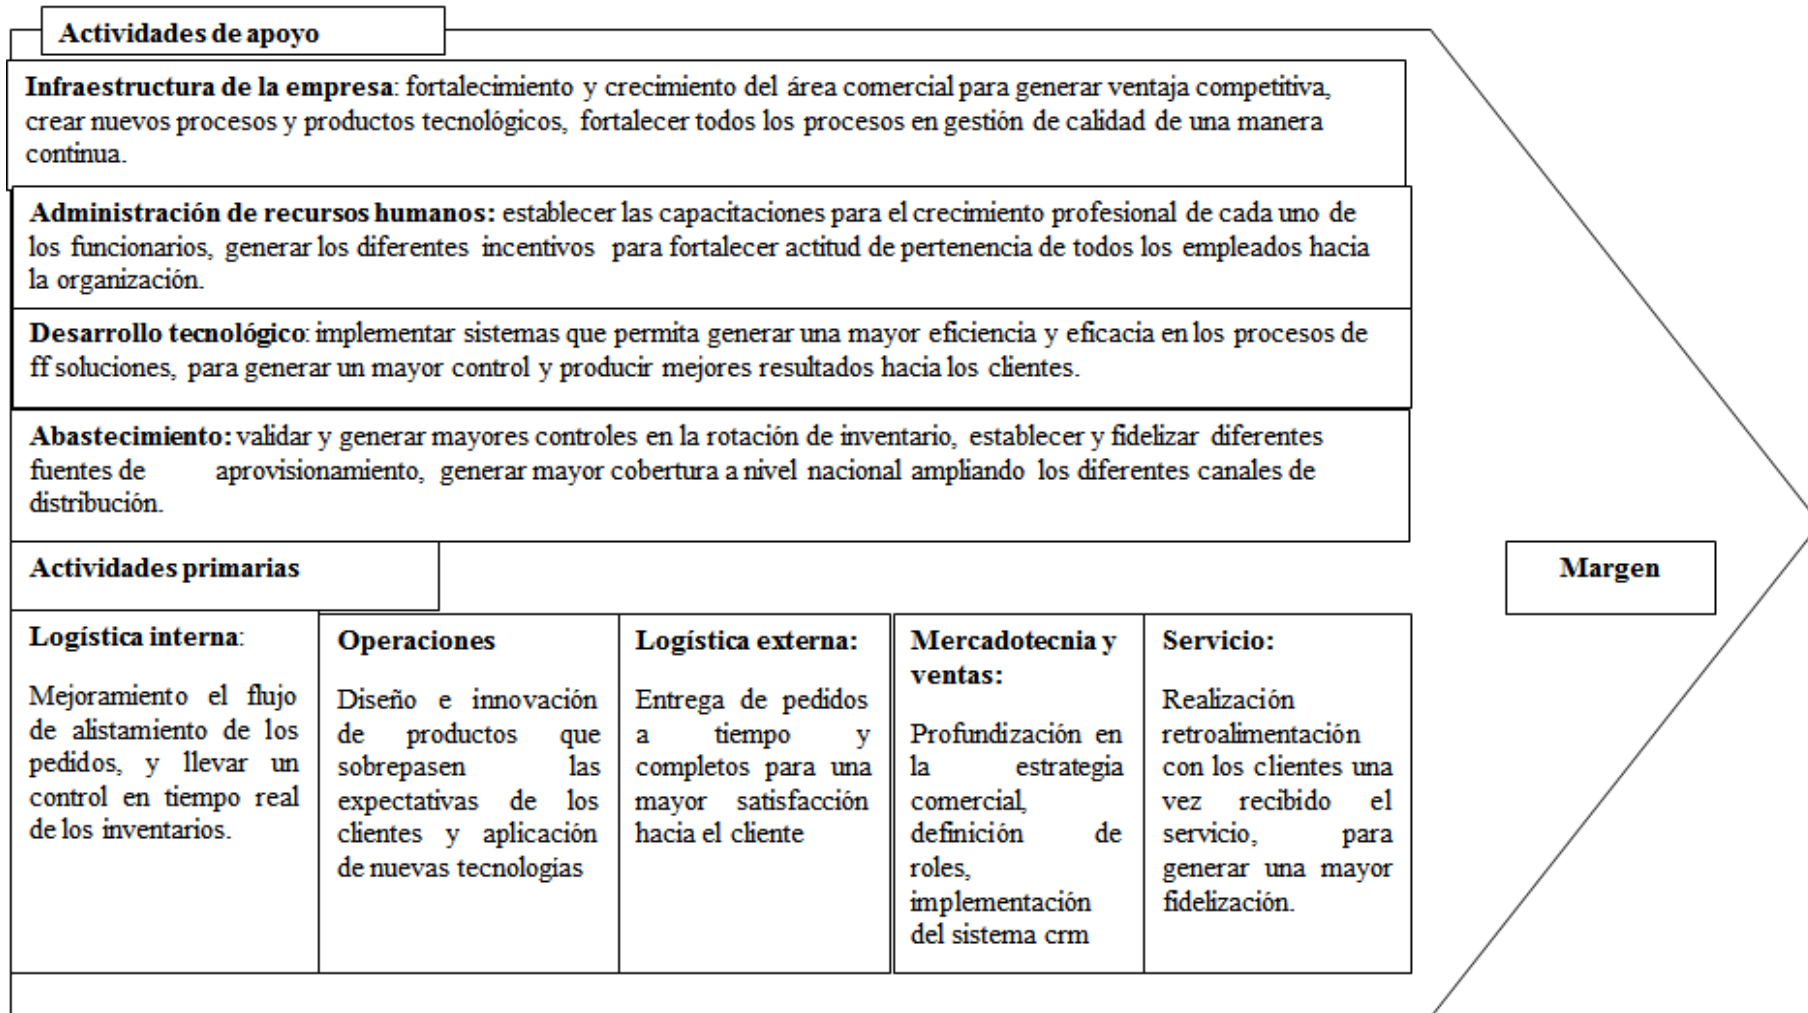 Actividades de apoyo
Infraestructura de la empresa: fortalecimiento y crecimiento del área comercial para generar ventaja competitiva,
crear nuevos procesos y productos tecnológicos, fortalecer todos los procesos en gestión de calidad de una manera
continua.
Administración de recursos humanos: establecer las capacitaciones para el crecimiento profesional de cada uno de
los funcionarios, generar los diferentes incentivos para fortalecer actitud de pertenencia de todos los empleados hacia
la organización.
Desarrollo tecnológico: implementar sistemas que permita generar una mayor eficiencia y eficacia en los procesos de
ff soluciones, para generar un mayor control y producir mejores resultados hacia los clientes.
Abastecimiento: validar y generar mayores controles en la rotación de inventario, establecer y fidelizar diferentes
fuentes de aprovisionamiento, generar mayor cobertura a nivel nacional ampliando los diferentes canales de
distribución.
Actividades primarias
Margen
Logística interna:
Mejoramiento el flujo
de alistamiento de los
pedidos, y llevar un
control en tiempo real
de los inventarios.
Operaciones
Diseño e innovación
de productos que
sobrepasen las
expectativas de los
clientes y aplicación
de nuevas tecnologías
Logística externa:
Entrega de pedidos
a tiempo y
completos para una
mayor satisfacción
hacia el cliente
Mercadotecnia y
ventas:
Profundización en
la estrategia
comercial,
definición de
roles,
implementación
del sistema crm
Servicio:
Realización
retroalimentación
con los clientes una
vez recibido el
servicio, para
generar una mayor
fidelización.